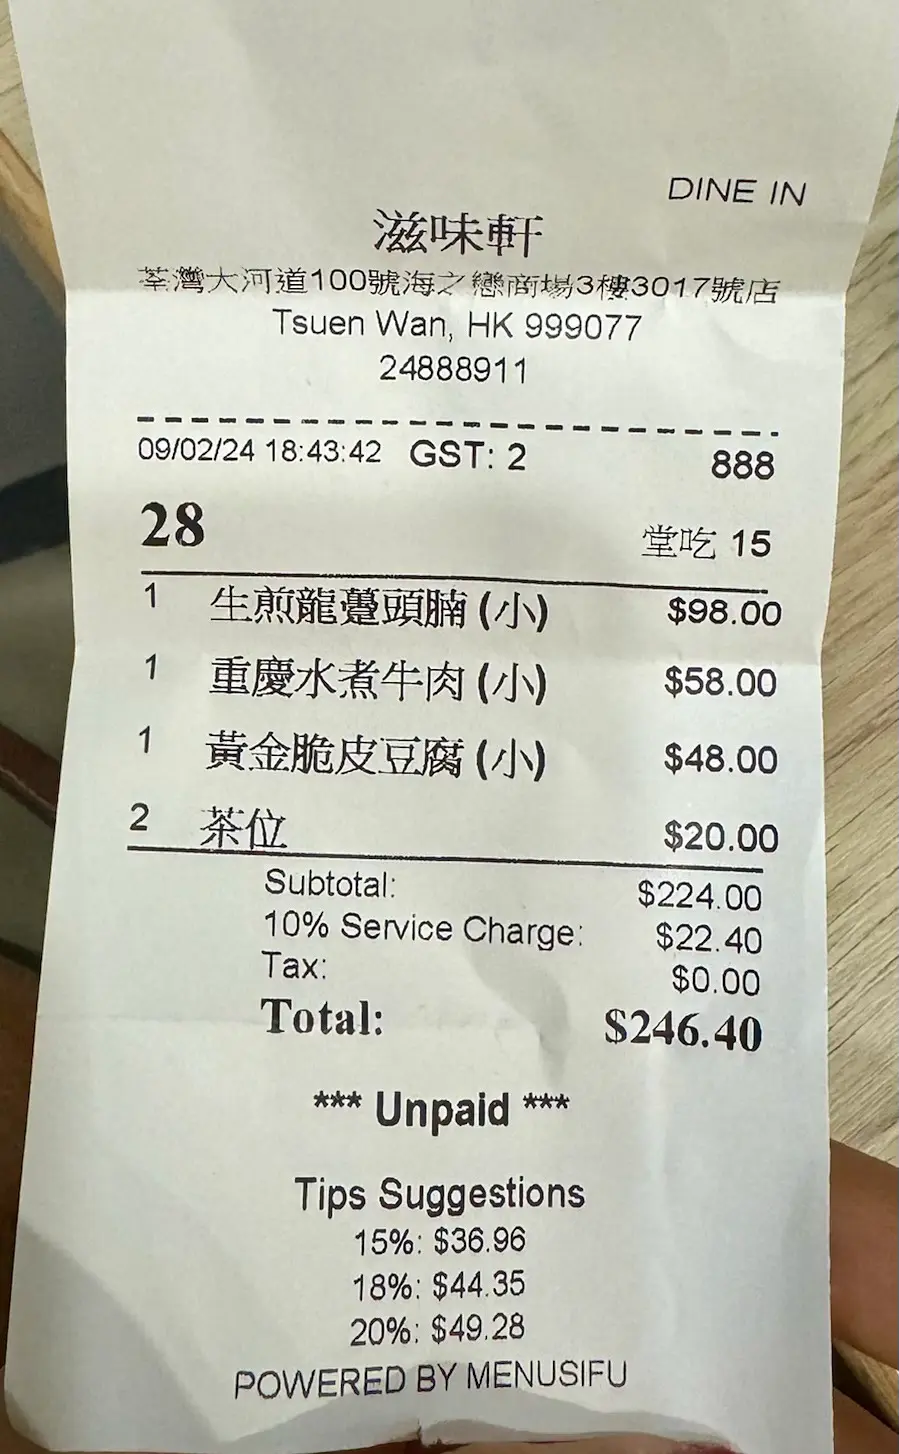 DINE IN
滋味軒
荃灣大河道100號海之戀商場3樓3017號店
Tsuen Wan, HK 999077
24888911
09/02/24 18:43:42 GST: 2 888
28 堂吃 15
1 生煎龍躉頭腩(小) $98.00
1 重慶水煮牛肉(小) $58.00
1 黃金脆皮豆腐(小) $48.00
2 茶位 $20.00
Subtotal: $224.00
10% Service Charge: $22.40
Tax: $0.00
Total: $246.40
*** Unpaid ***
Tips Suggestions
15%: $36.96
18%: $44.35
20%: $49.28
POWERED BY MENUSIFU